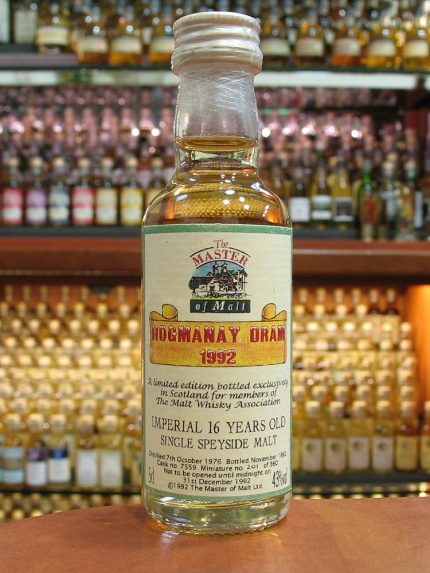 The
MASTER
of Malt
HOGMANAY DRAM
1992
A limited edition bottled exclusively
in Scotland for members of
The Malt Whisky Association
IMPERIAL 16 YEARS OLD
SINGLE SPEYSIDE MALT
Distilled 7th October 1976 Bottled November 1992
Cask no. 7559 Miniature no. 201 of 360
Not to be opened until midnight on
5cl 31st December 1992 43%vol
©1992 The Master of Malt Ltd.